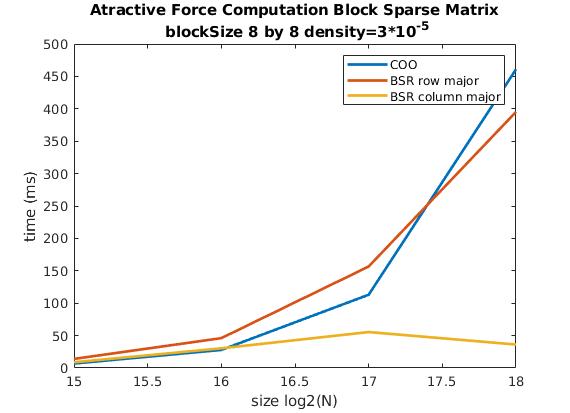 Atractive Force Computation Block Sparse Matrix
blockSize 8 by 8 density=3*10^-5
COO
BSR row major
BSR column major
time (ms)
500
450
400
350
300
250
200
150
100
50
0
15 15.5 16 16.5 17 17.5 18
size log2(N)